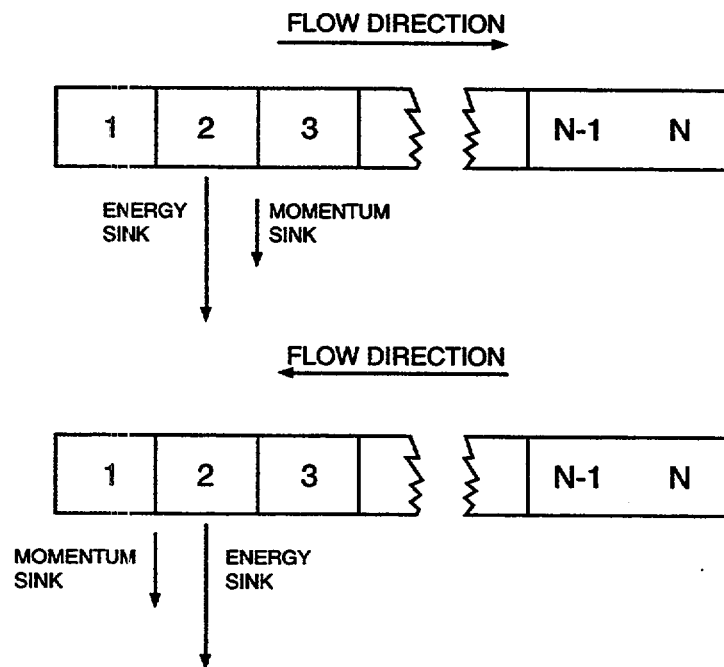 FLOW DIRECTION
1 2 3 N-1 N
ENERGY
SINK
MOMENTUM
SINK
FLOW DIRECTION
1 2 3 N-1 N
MOMENTUM
SINK
ENERGY
SINK